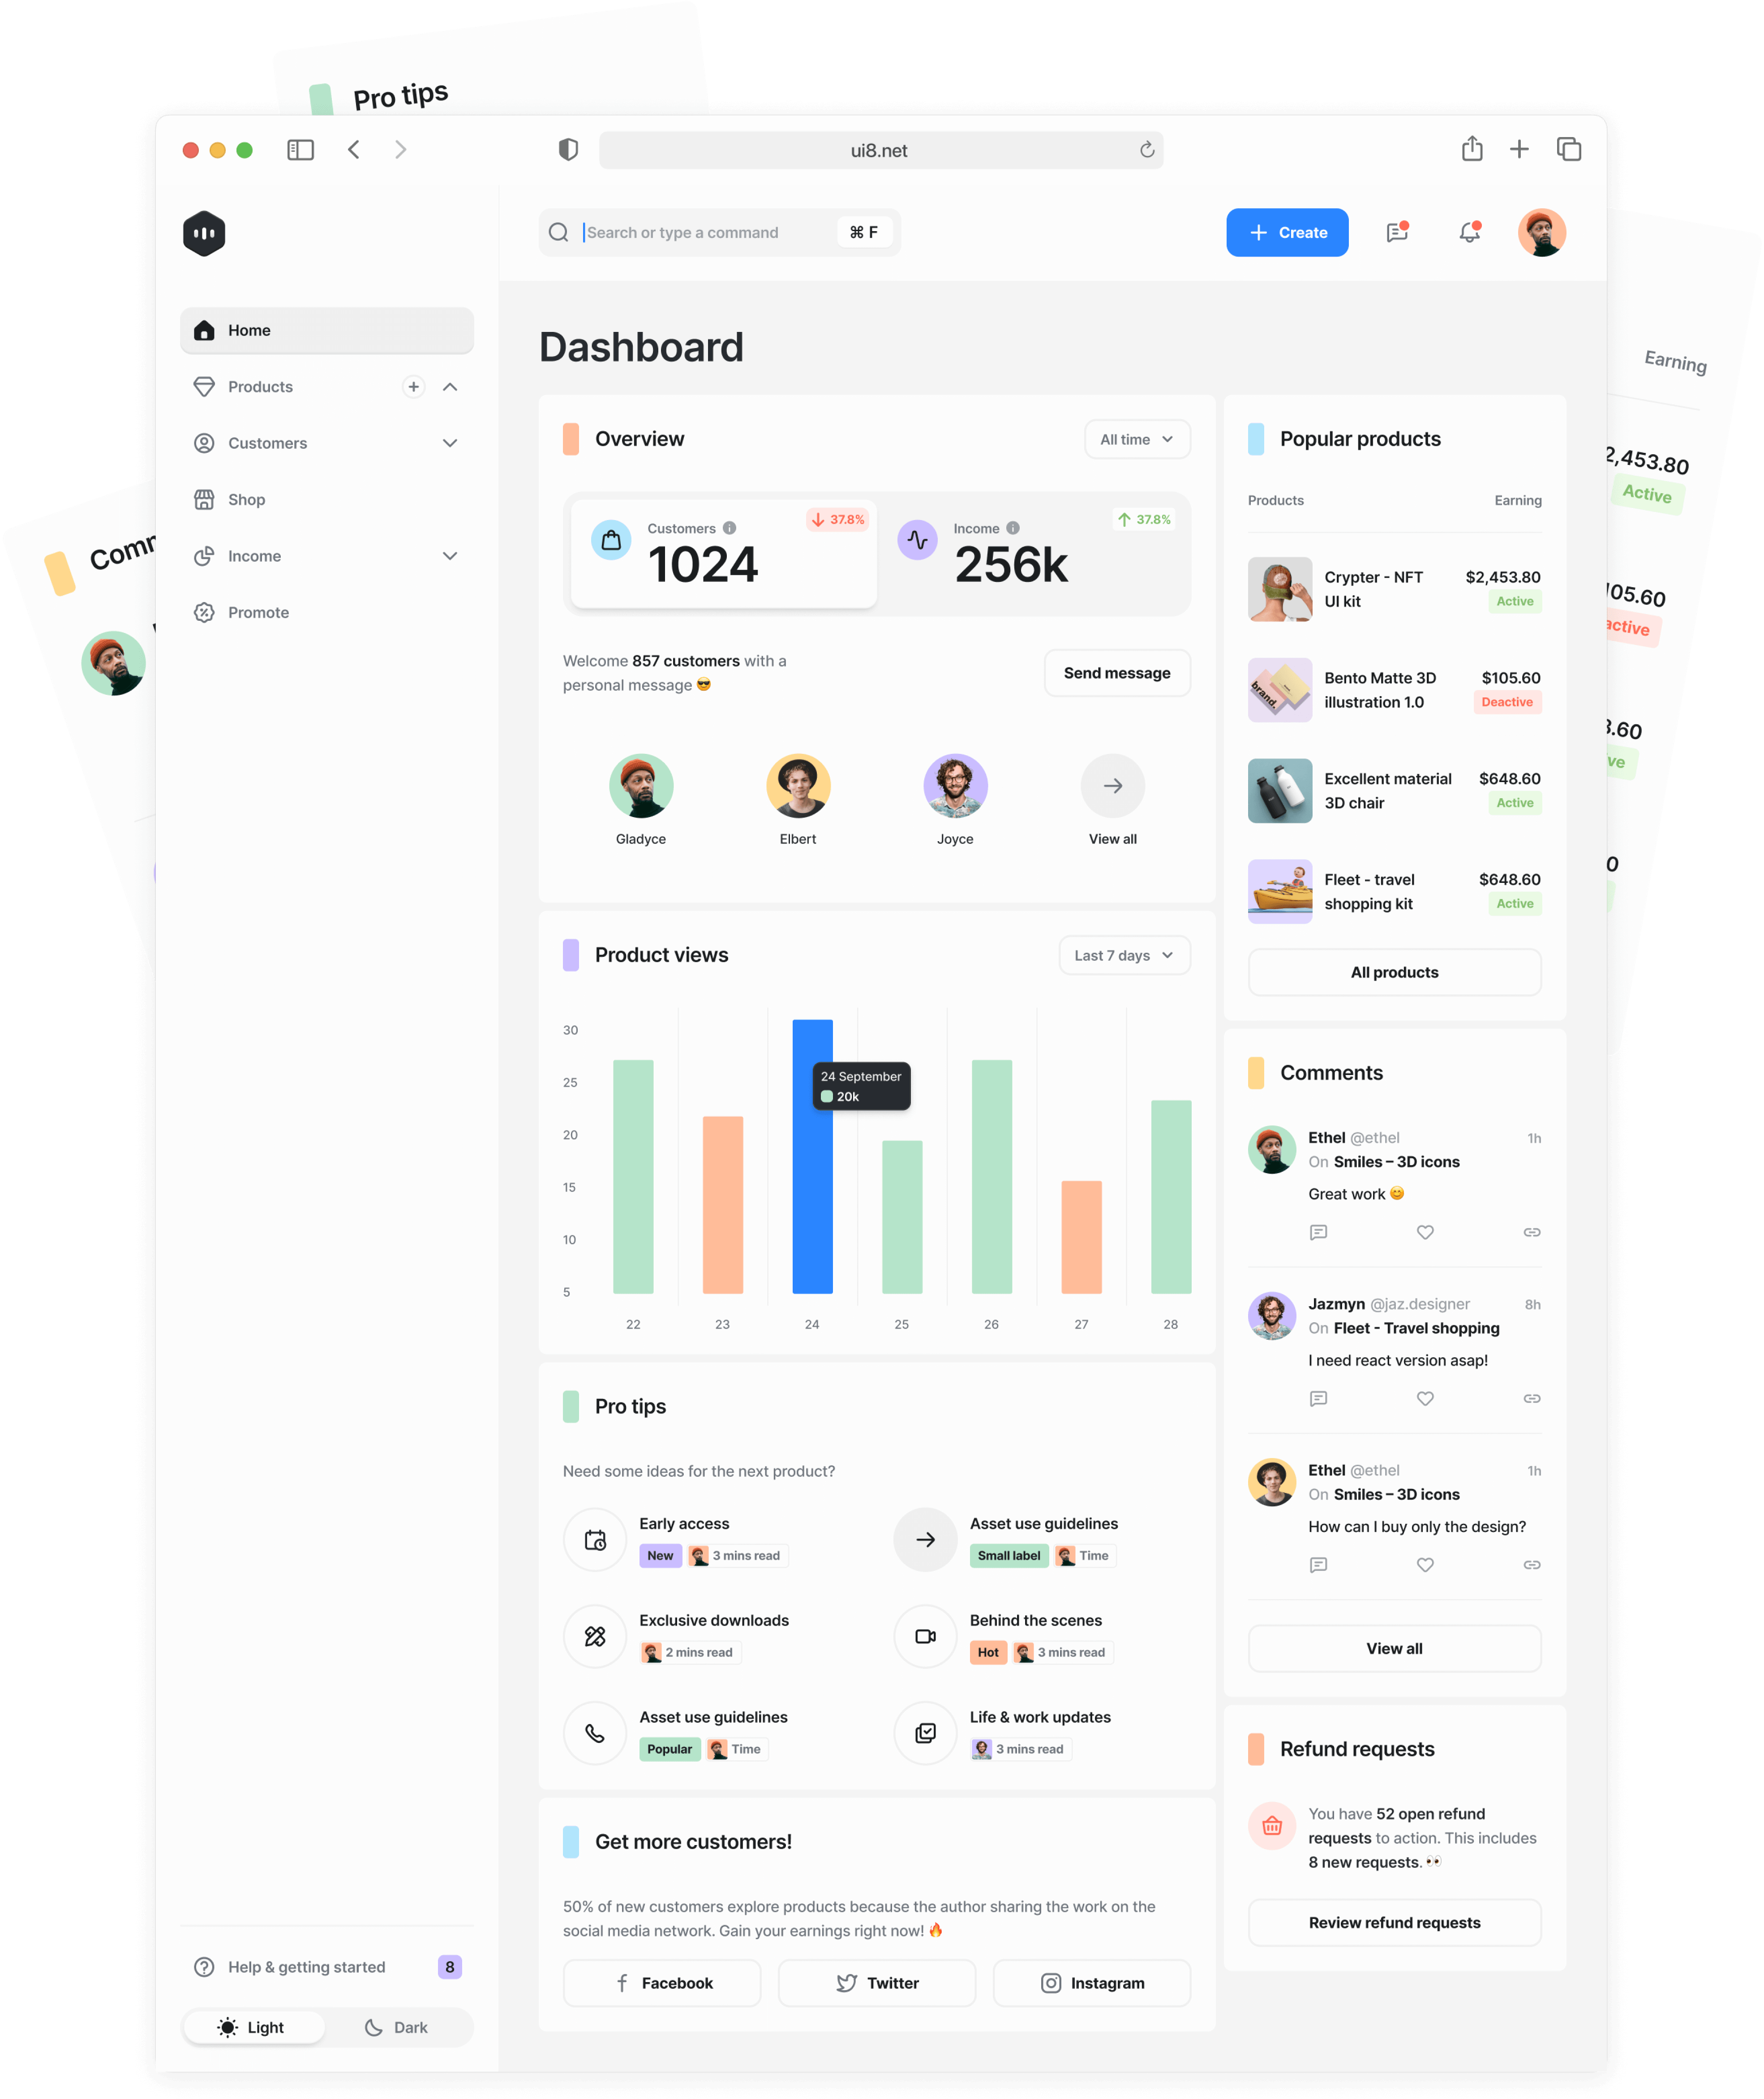 Pro tips
ui8.net
Search or type a command
⌘ F
Create
Home
Products
Customers
Shop
Income
Promote
Help & getting started
8
Light
Dark
Dashboard
Overview
All time
Customers
37.8%
1024
Income
37.8%
256k
Welcome 857 customers with a
personal message 😎
Send message
Gladyce
Elbert
Joyce
View all
Product views
Last 7 days
30
25
20
15
10
5
24 September
20k
22
23
24
25
26
27
28
Pro tips
Need some ideas for the next product?
Early access
New
3 mins read
Asset use guidelines
Small label
Time
Exclusive downloads
2 mins read
Behind the scenes
Hot
3 mins read
Asset use guidelines
Popular
Time
Life & work updates
3 mins read
Get more customers!
50% of new customers explore products because the author sharing the work on the
social media network. Gain your earnings right now! 🔥
Facebook
Twitter
Instagram
Popular products
Products
Earning
Crypter - NFT
UI kit
$2,453.80
Active
brand.
Bento Matte 3D
illustration 1.0
$105.60
Deactive
Excellent material
3D chair
$648.60
Active
Fleet - travel
shopping kit
$648.60
Active
All products
Comments
Ethel @ethel
1h
On Smiles – 3D icons
Great work 😊
Jazmyn @jaz.designer
8h
On Fleet - Travel shopping
I need react version asap!
Ethel @ethel
1h
On Smiles – 3D icons
How can I buy only the design?
View all
Refund requests
You have 52 open refund
requests to action. This includes
8 new requests. 👀
Review refund requests
Earning
2,453.80
Active